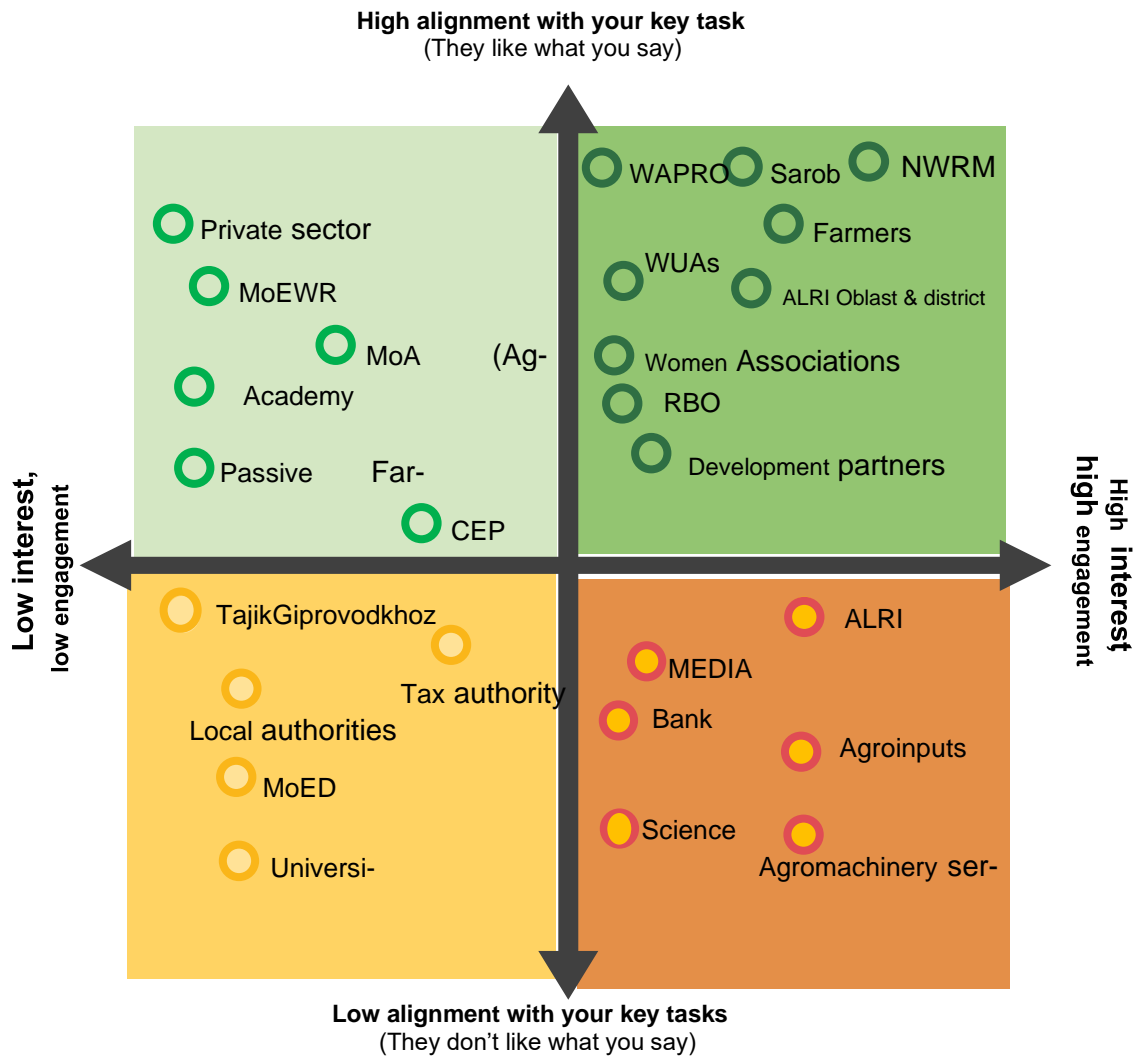 High alignment with your key task
(They like what you say)
WAPRO
Sarob
NWRM
Private sector
Farmers
WUAs
MoEWR
ALRI Oblast & district
MoA (Ag-
Women Associations
Academy
RBO
Passive Far-
Development partners
CEP
Low interest,
low engagement
High interest,
high engagement
TajikGiprovodkhoz
ALRI
MEDIA
Tax authority
Bank
Local authorities
Agroinputs
MoED
Science
Universi-
Agromachinery ser-
Low alignment with your key tasks
(They don’t like what you say)